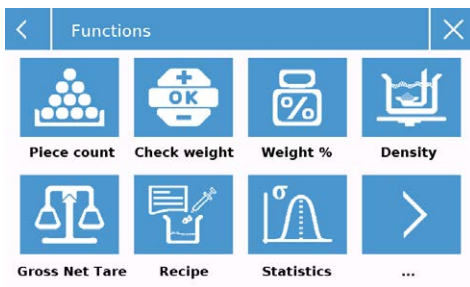 Functions
OK
%
Piece count Check weight Weight % Density
σ
Gross Net Tare Recipe Statistics ...